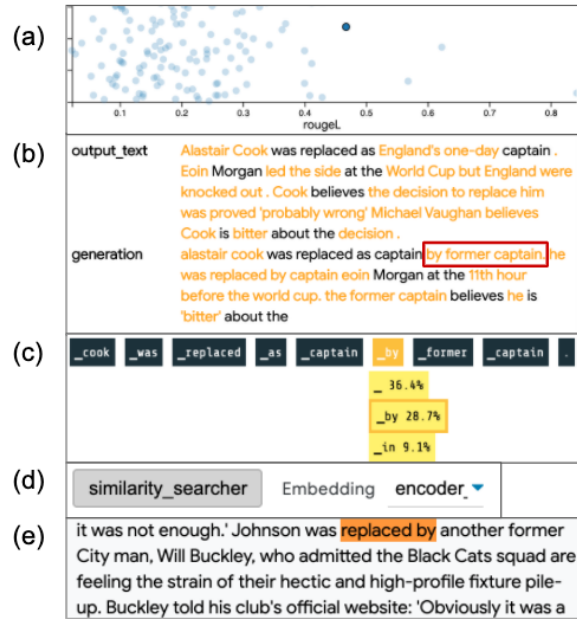 (a)
0.1 0.2 0.3 0.4 0.5 0.6 0.7 0.8
rougeL
(b)
output_text Alastair Cook was replaced as England's one-day captain .
Eoin Morgan led the side at the World Cup but England were
knocked out . Cook believes the decision to replace him
was proved 'probably wrong' Michael Vaughan believes
Cook is bitter about the decision .
generation alastair cook was replaced as captain by former captain. he
was replaced by captain eoin Morgan at the 11th hour
before the world cup. the former captain believes he is
'bitter' about the
(c)
_cook _was _replaced _as _captain _by _former _captain .
_ 36.4%
_by 28.7%
_in 9.1%
(d)
similarity_searcher Embedding encoder_
(e)
it was not enough.' Johnson was replaced by another former
City man, Will Buckley, who admitted the Black Cats squad are
feeling the strain of their hectic and high-profile fixture pile-
up. Buckley told his club's official website: 'Obviously it was a